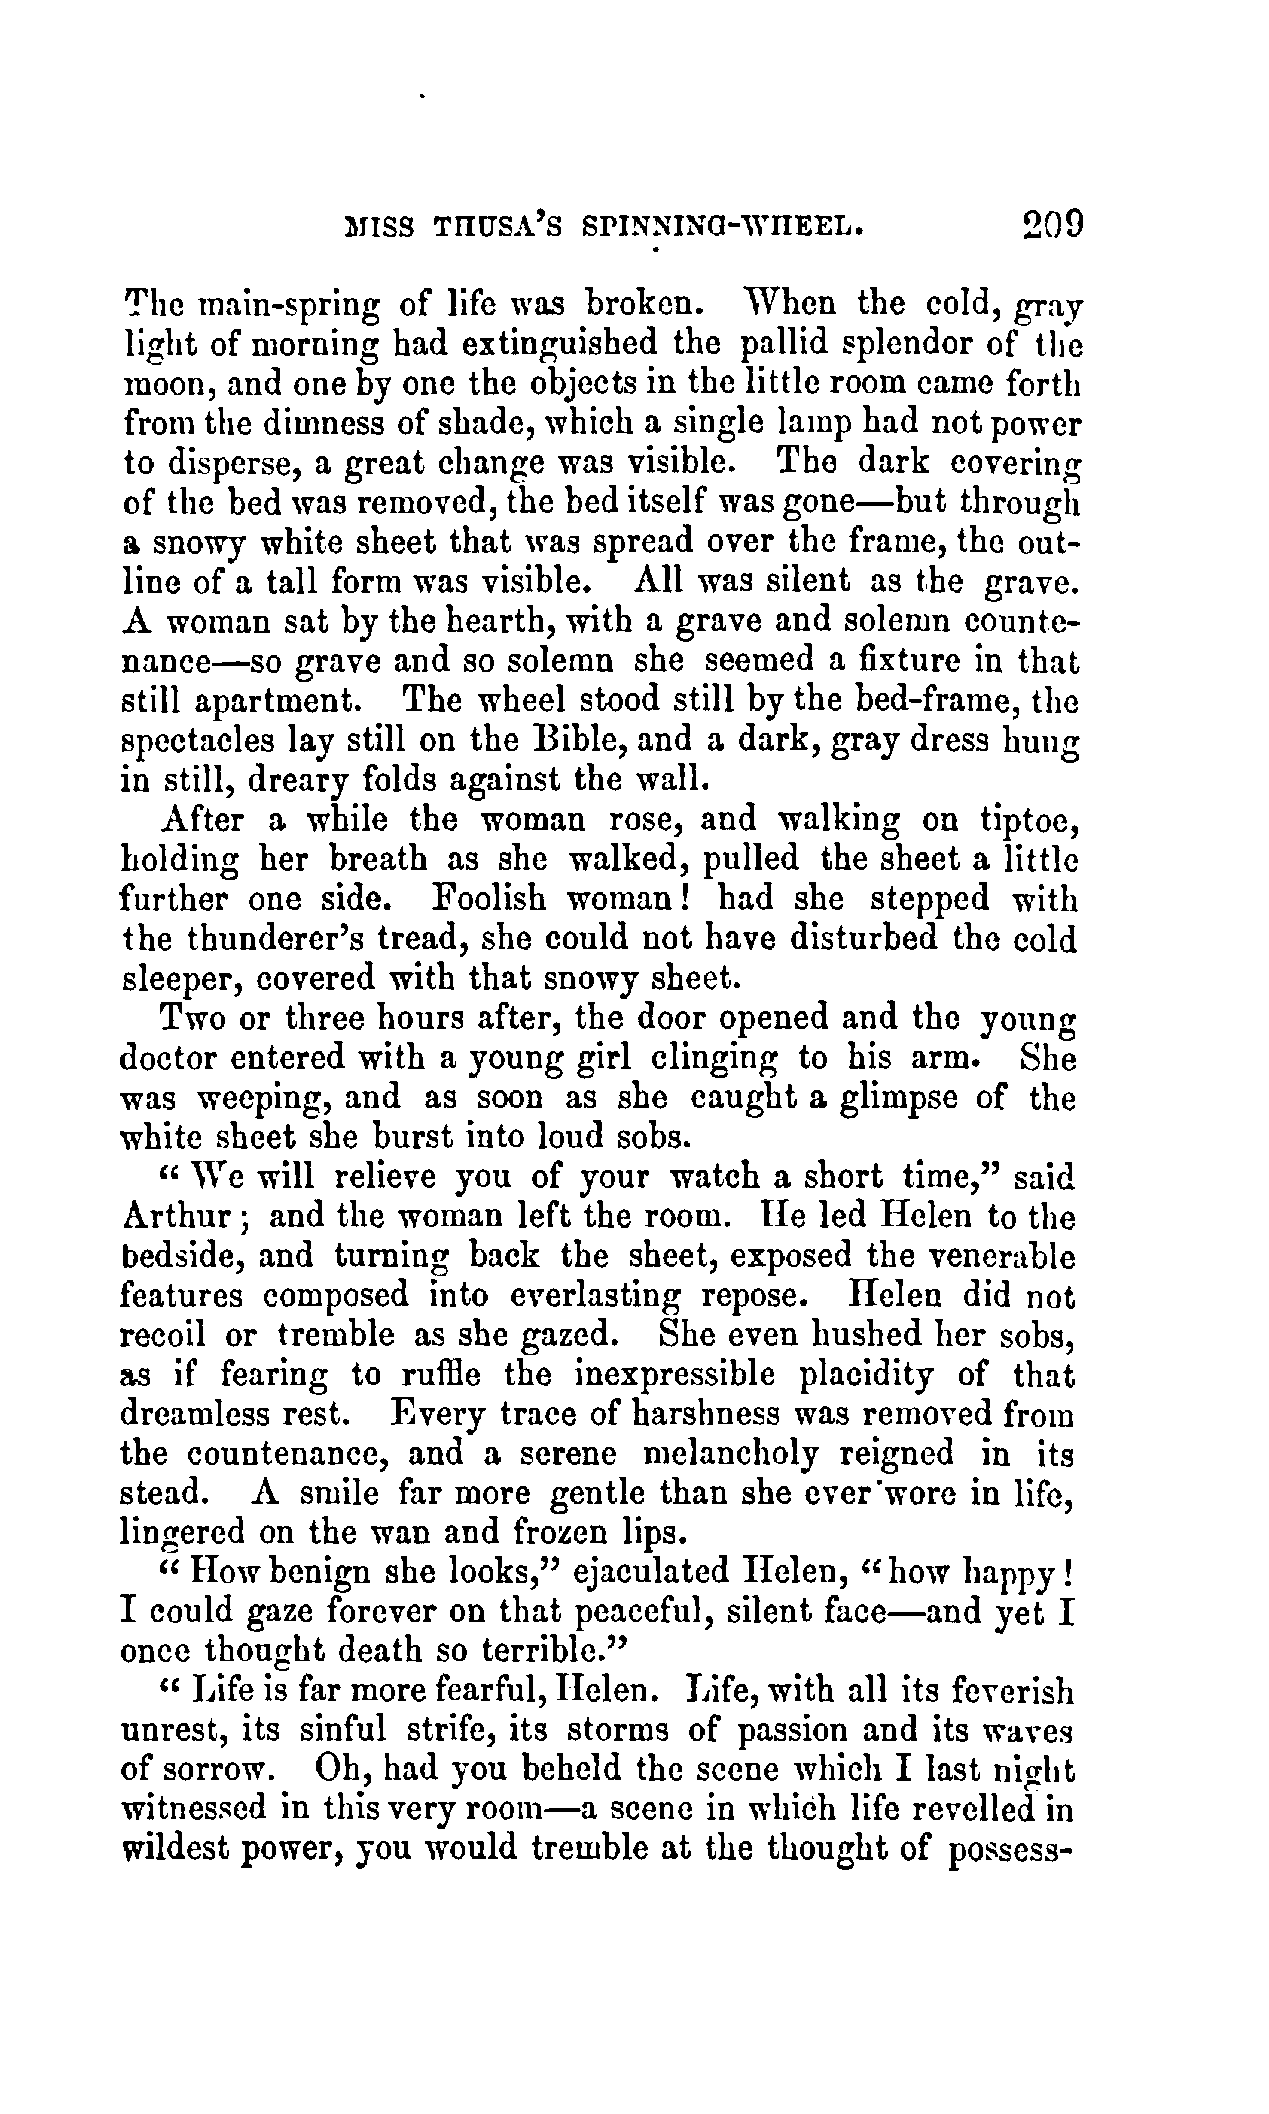 MISS THUSA'S SPINNING-WHEEL. 209
The main-spring of life was broken. When the cold, gray
light of morning had extinguished the pallid splendor of the
moon, and one by one the objects in the little room came forth
from the dimness of shade, which a single lamp had not power
to disperse, a great change was visible. The dark covering
of the bed was removed, the bed itself was gone—but through
a snowy white sheet that was spread over the frame, the out-
line of a tall form was visible. All was silent as the grave.
A woman sat by the hearth, with a grave and solemn counte-
nance—so grave and so solemn she seemed a fixture in that
still apartment. The wheel stood still by the bed-frame, the
spectacles lay still on the Bible, and a dark, gray dress hung
in still, dreary folds against the wall.
After a while the woman rose, and walking on tiptoe,
holding her breath as she walked, pulled the sheet a little
further one side. Foolish woman! had she stepped with
the thunderer's tread, she could not have disturbed the cold
sleeper, covered with that snowy sheet.
Two or three hours after, the door opened and the young
doctor entered with a young girl clinging to his arm. She
was weeping, and as soon as she caught a glimpse of the
white sheet she burst into loud sobs.
"We will relieve you of your watch a short time," said
Arthur; and the woman left the room. He led Helen to the
bedside, and turning back the sheet, exposed the venerable
features composed into everlasting repose. Helen did not
recoil or tremble as she gazed. She even hushed her sobs,
as if fearing to ruffle the inexpressible placidity of that
dreamless rest. Every trace of harshness was removed from
the countenance, and a serene melancholy reigned in its
stead. A smile far more gentle than she ever wore in life,
lingered on the wan and frozen lips.
"How benign she looks," ejaculated Helen, "how happy!
I could gaze forever on that peaceful, silent face—and yet I
once thought death so terrible."
"Life is far more fearful, Helen. Life, with all its feverish
unrest, its sinful strife, its storms of passion and its waves
of sorrow. Oh, had you beheld the scene which I last night
witnessed in this very room—a scene in which life revelled in
wildest power, you would tremble at the thought of possess-